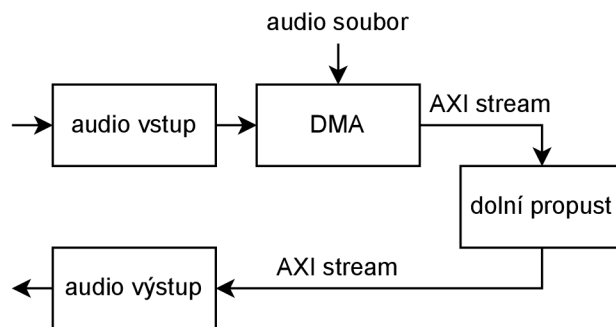 audio soubor
audio vstup
DMA
AXI stream
dolní propust
audio výstup
AXI stream